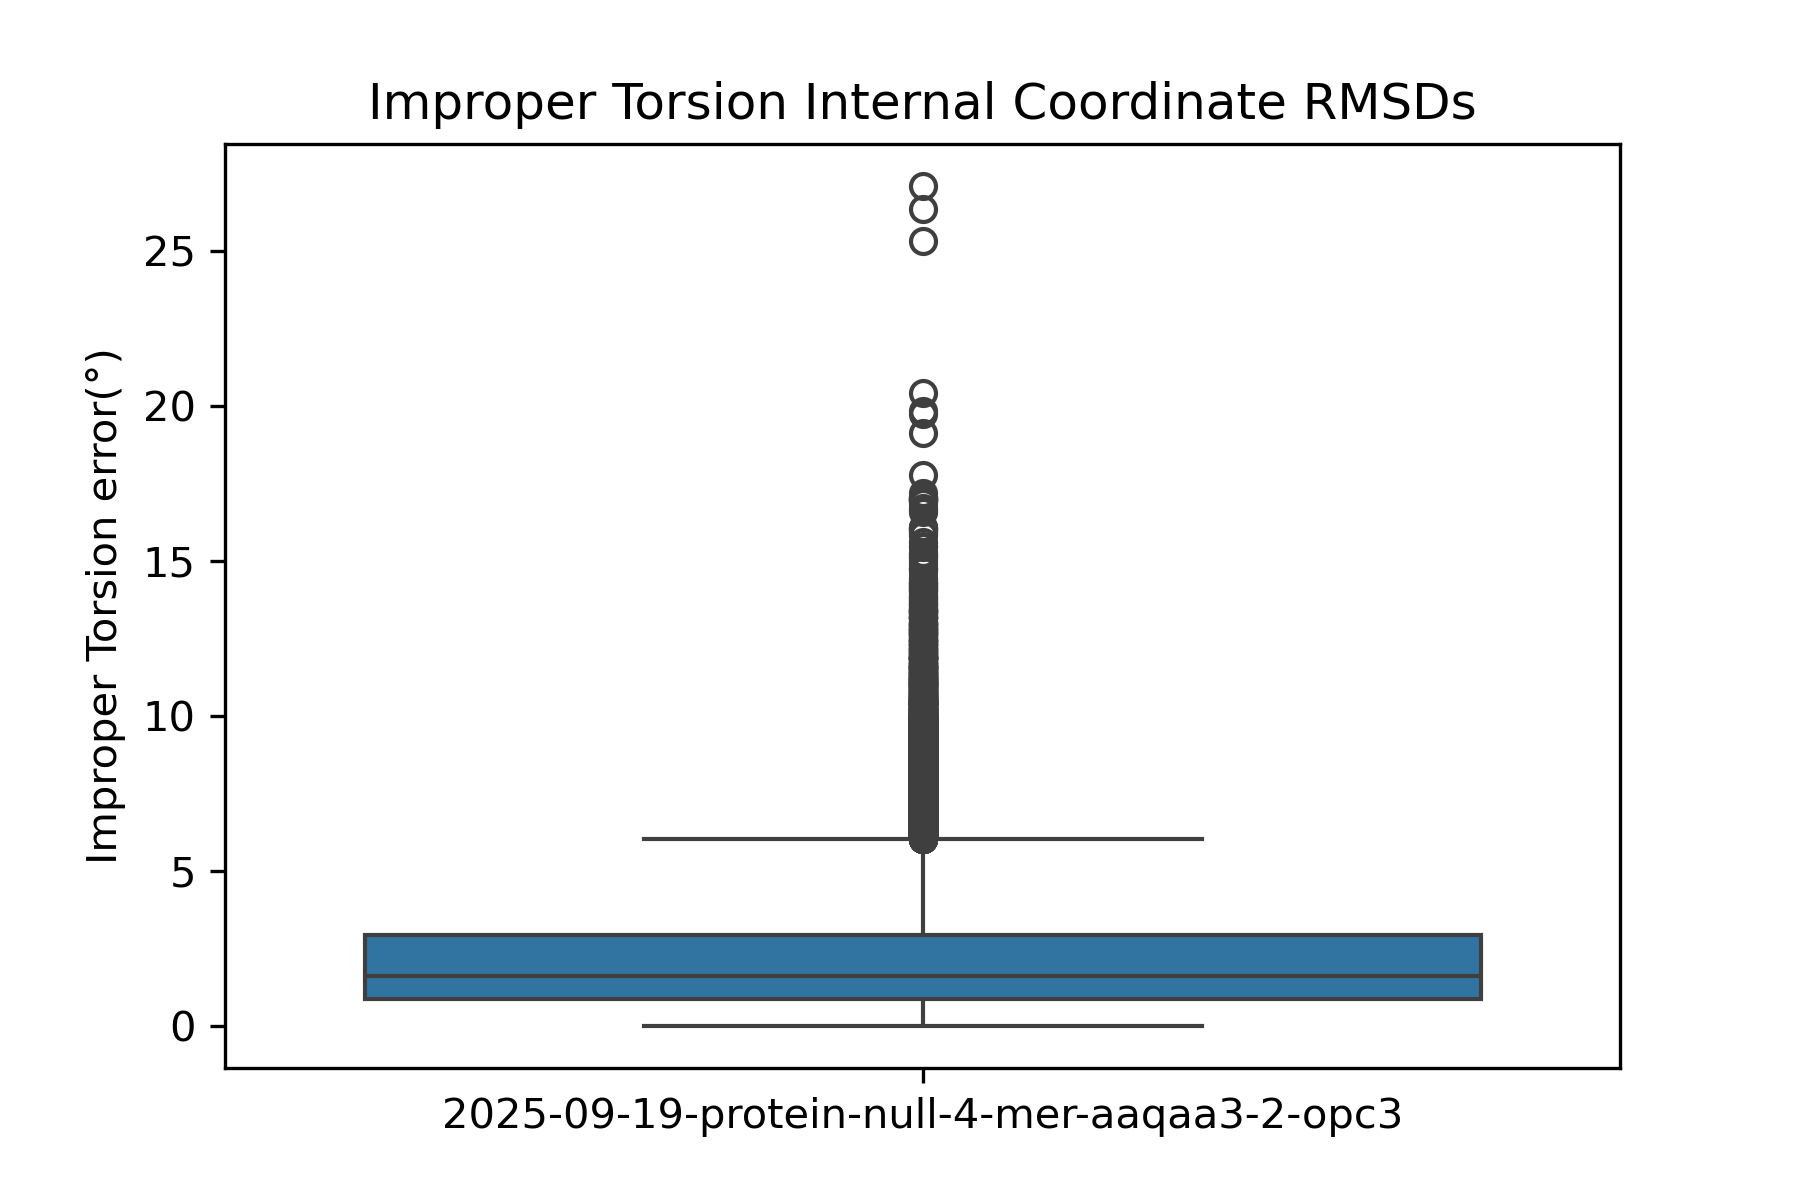 Improper Torsion Internal Coordinate RMSDs
Improper Torsion error(°)
25
20
15
10
5
0
2025-09-19-protein-null-4-mer-aaqaa3-2-opc3